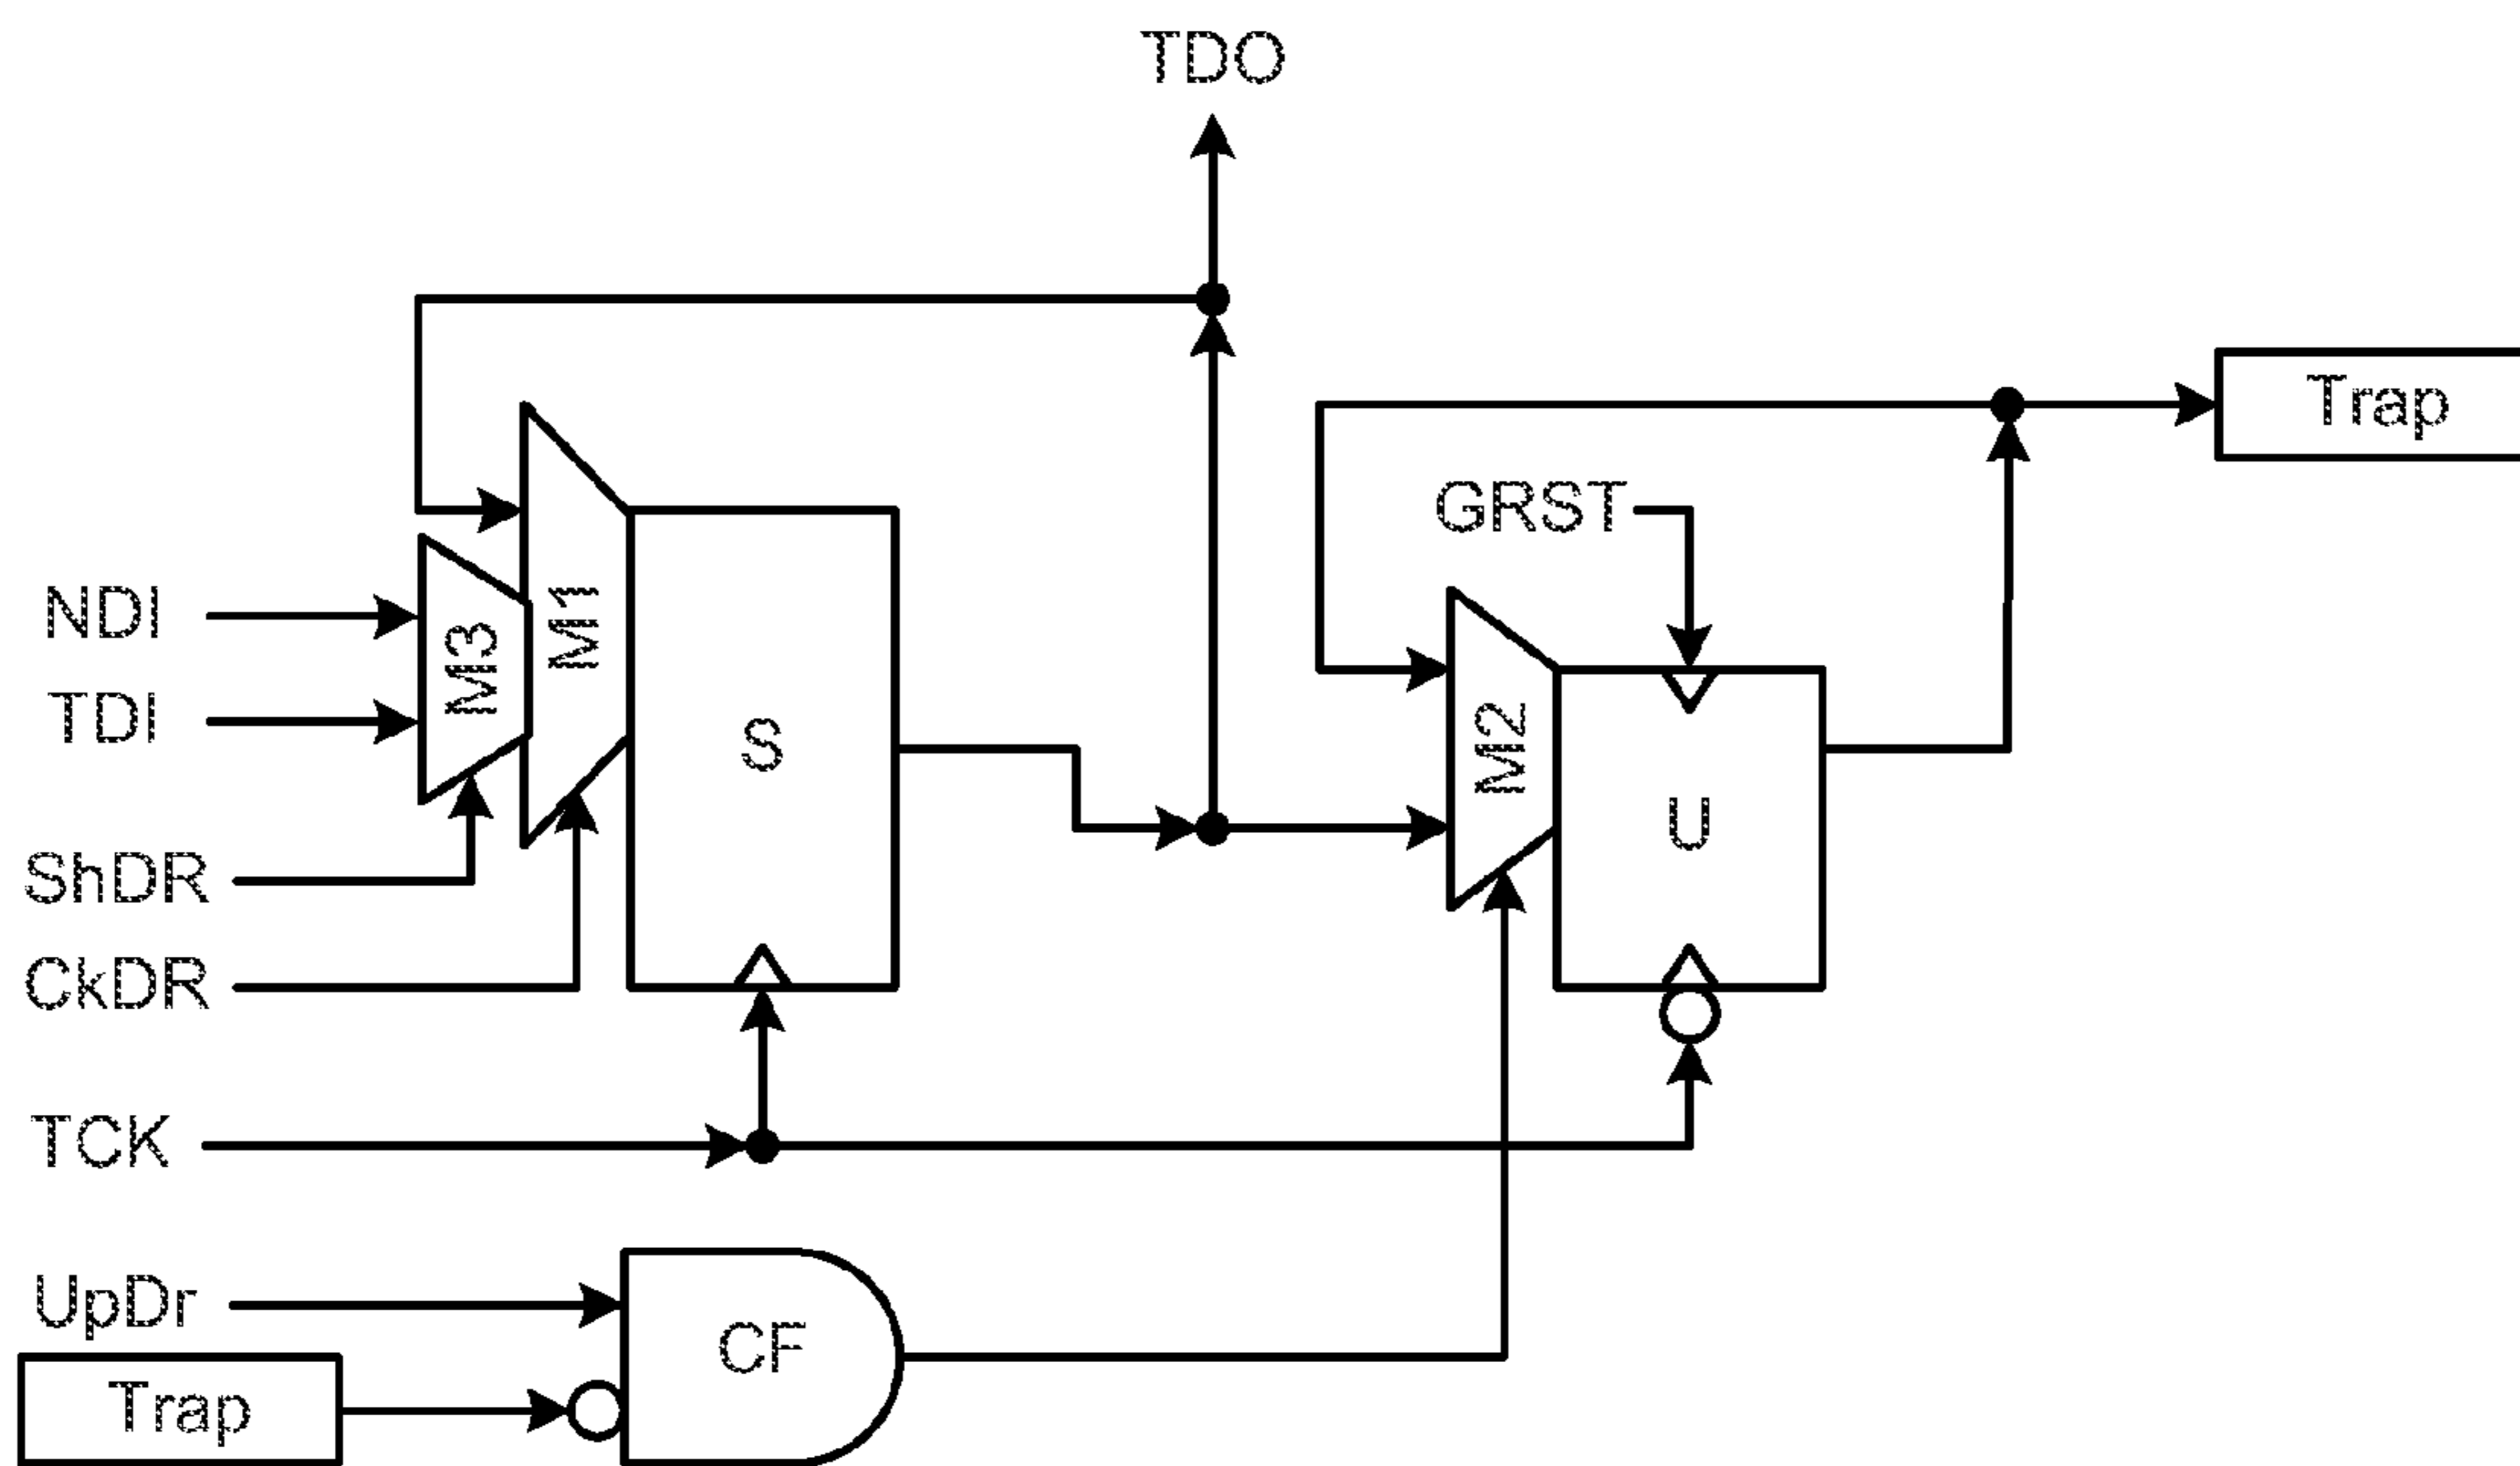 TDO
Trap
GRST
NDI
M3
M1
TDI
M2
S
U
ShDR
CkDR
TCK
UpDr
CF
Trap